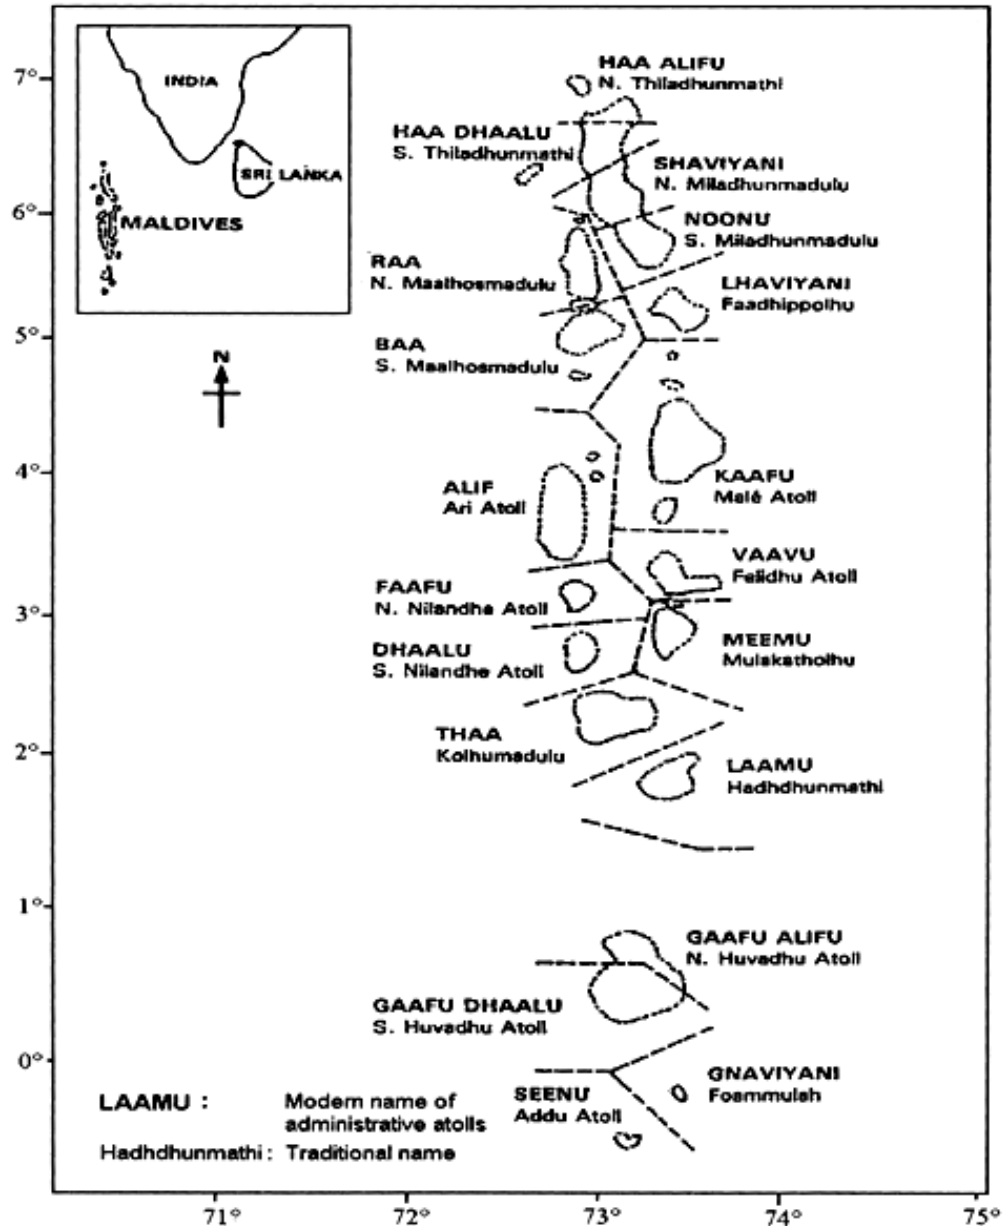 INDIA
SRI LANKA
MALDIVES
N
HAA ALIFU
N. Thiladhunmathi
HAA DHAALU
S. Thiladhunmathi
SHAVIYANI
N. Miladhunmadulu
NOONU
S. Miladhunmadulu
RAA
N. Maalhosmadulu
LHAVIYANI
Faadhippolhu
BAA
S. Maalhosmadulu
KAAFU
Malé Atoll
ALIF
Ari Atoll
VAAVU
Felidhu Atoll
FAAFU
N. Nilandhe Atoll
MEEMU
Mulakatholhu
DHAALU
S. Nilandhe Atoll
THAA
Kolhumadulu
LAAMU
Hadhdhunmathi
GAAFU ALIFU
N. Huvadhu Atoll
GAAFU DHAALU
S. Huvadhu Atoll
GNAVIYANI
Foammulah
SEENU
Addu Atoll
LAAMU : Modern name of
administrative atolls
Hadhdhunmathi : Traditional name
7°
6°
5°
4°
3°
2°
1°
0°
71° 72° 73° 74° 75°